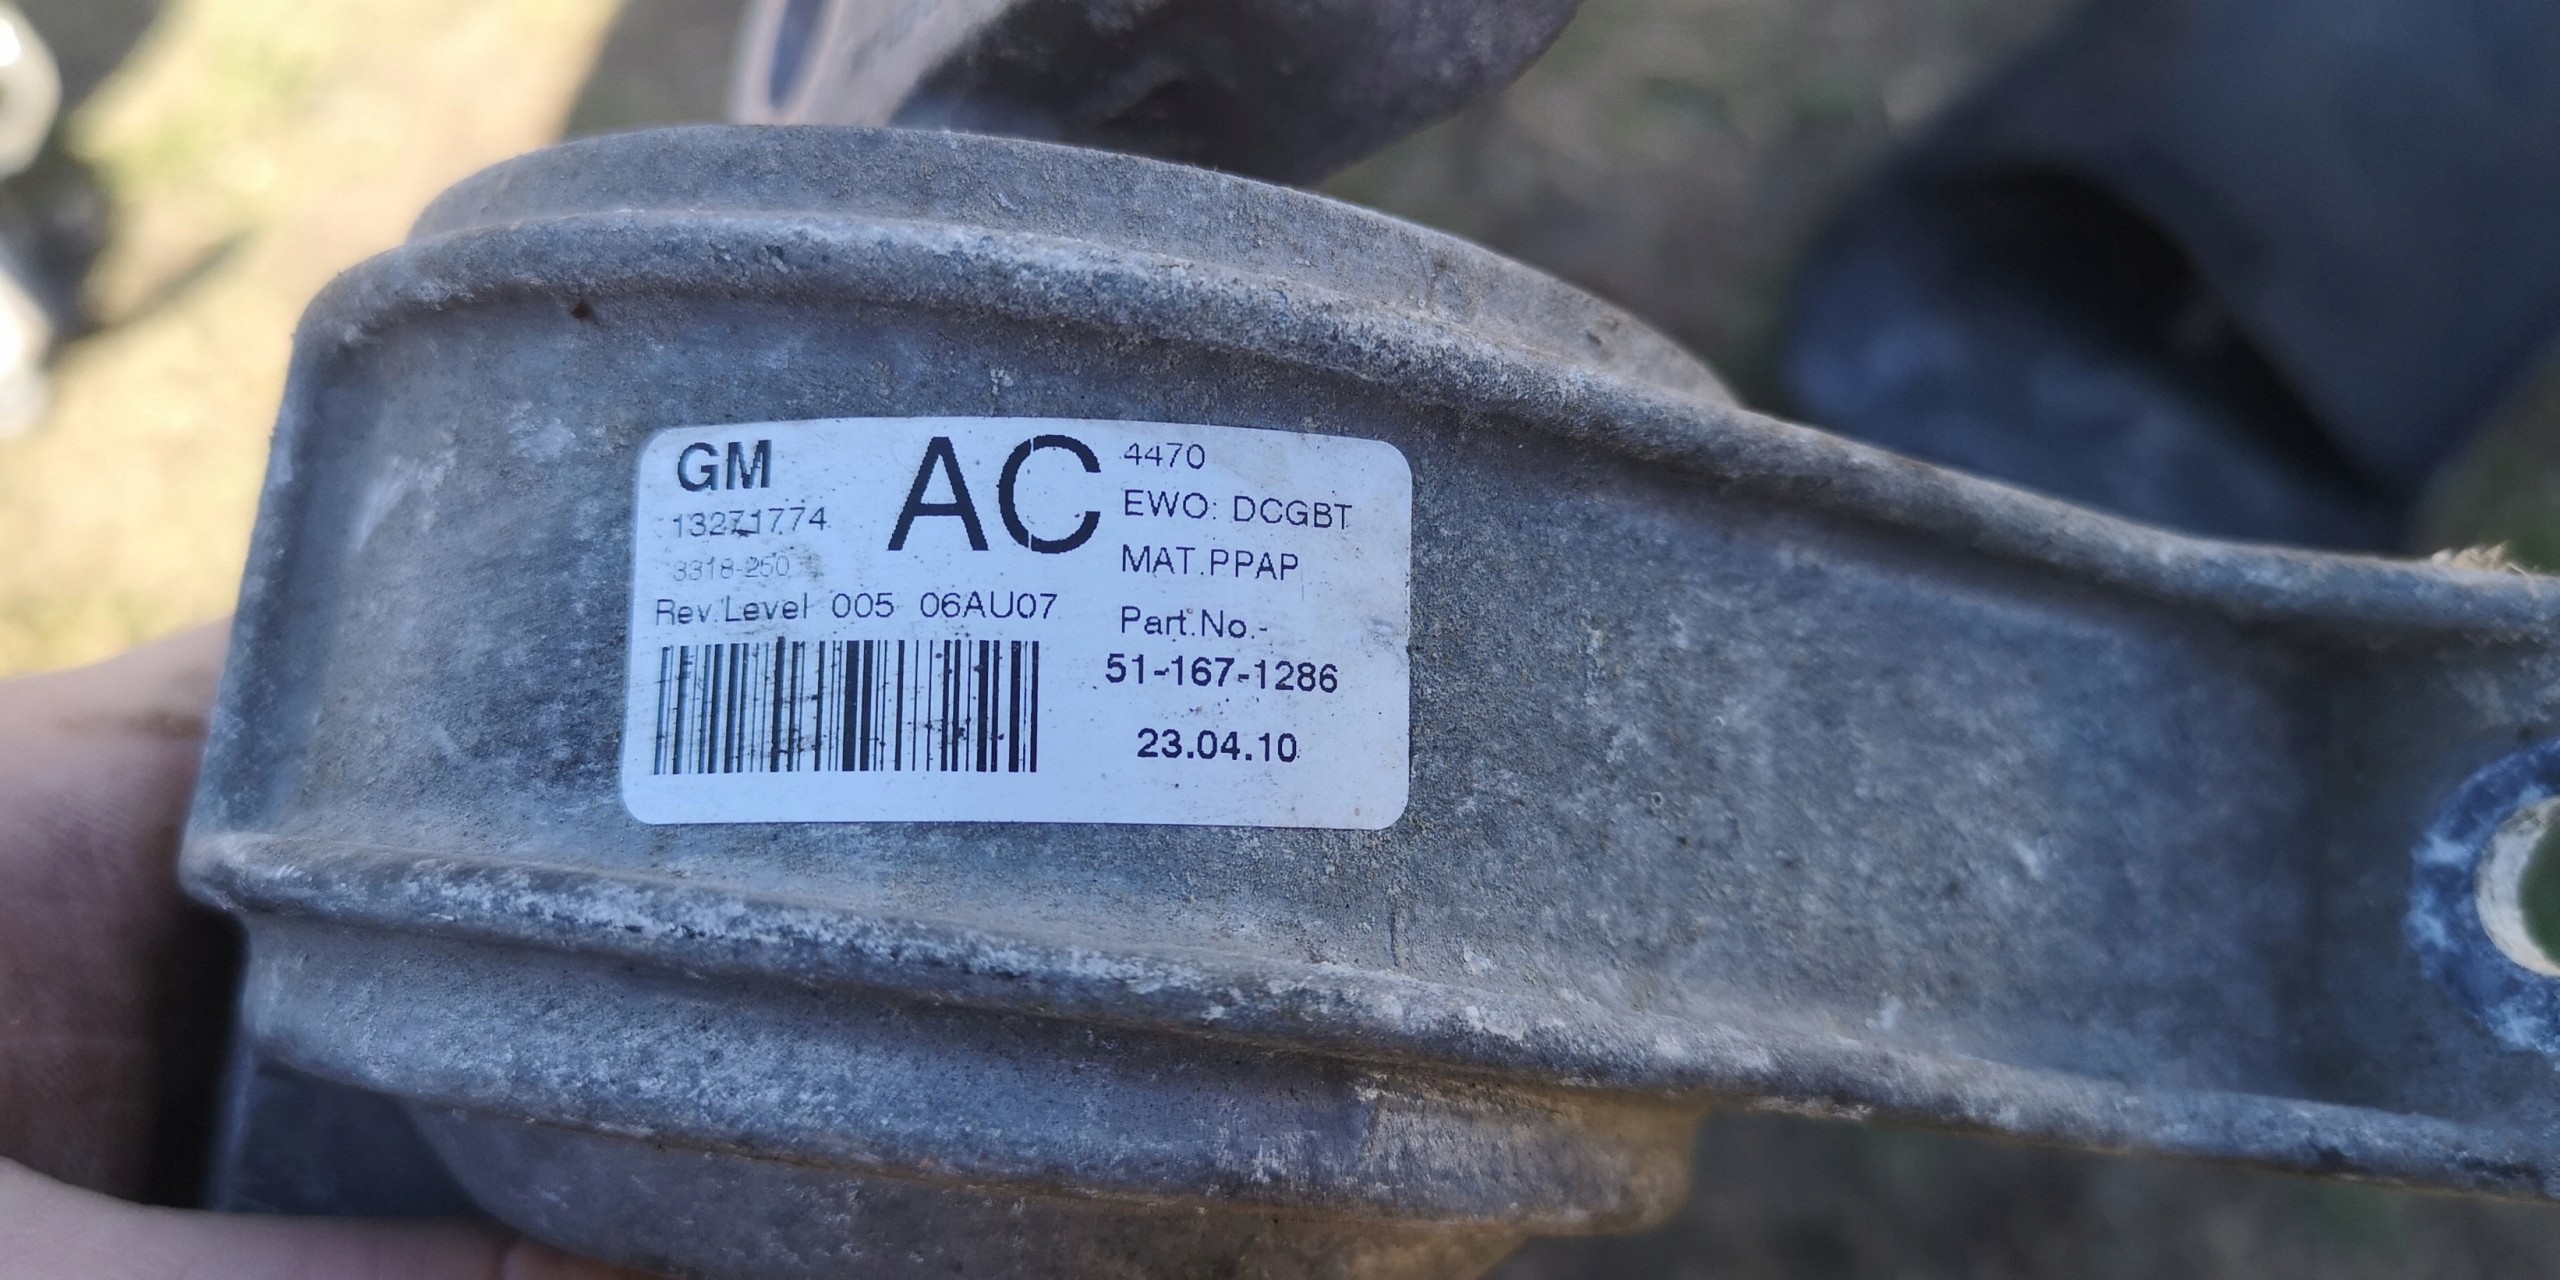 GM
13271774
3318-250
Rev.Level 005 06AU07
AC
4470
EWO: DCGBT
MAT.PPAP
Part.No.-
51-167-1286
23.04.10